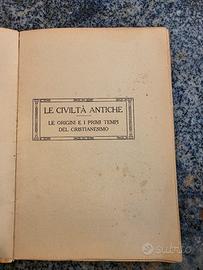 LE CIVILTÀ ANTICHE
LE ORIGINI E I PRIMI TEMPI
DEL CRISTIANESIMO
subito